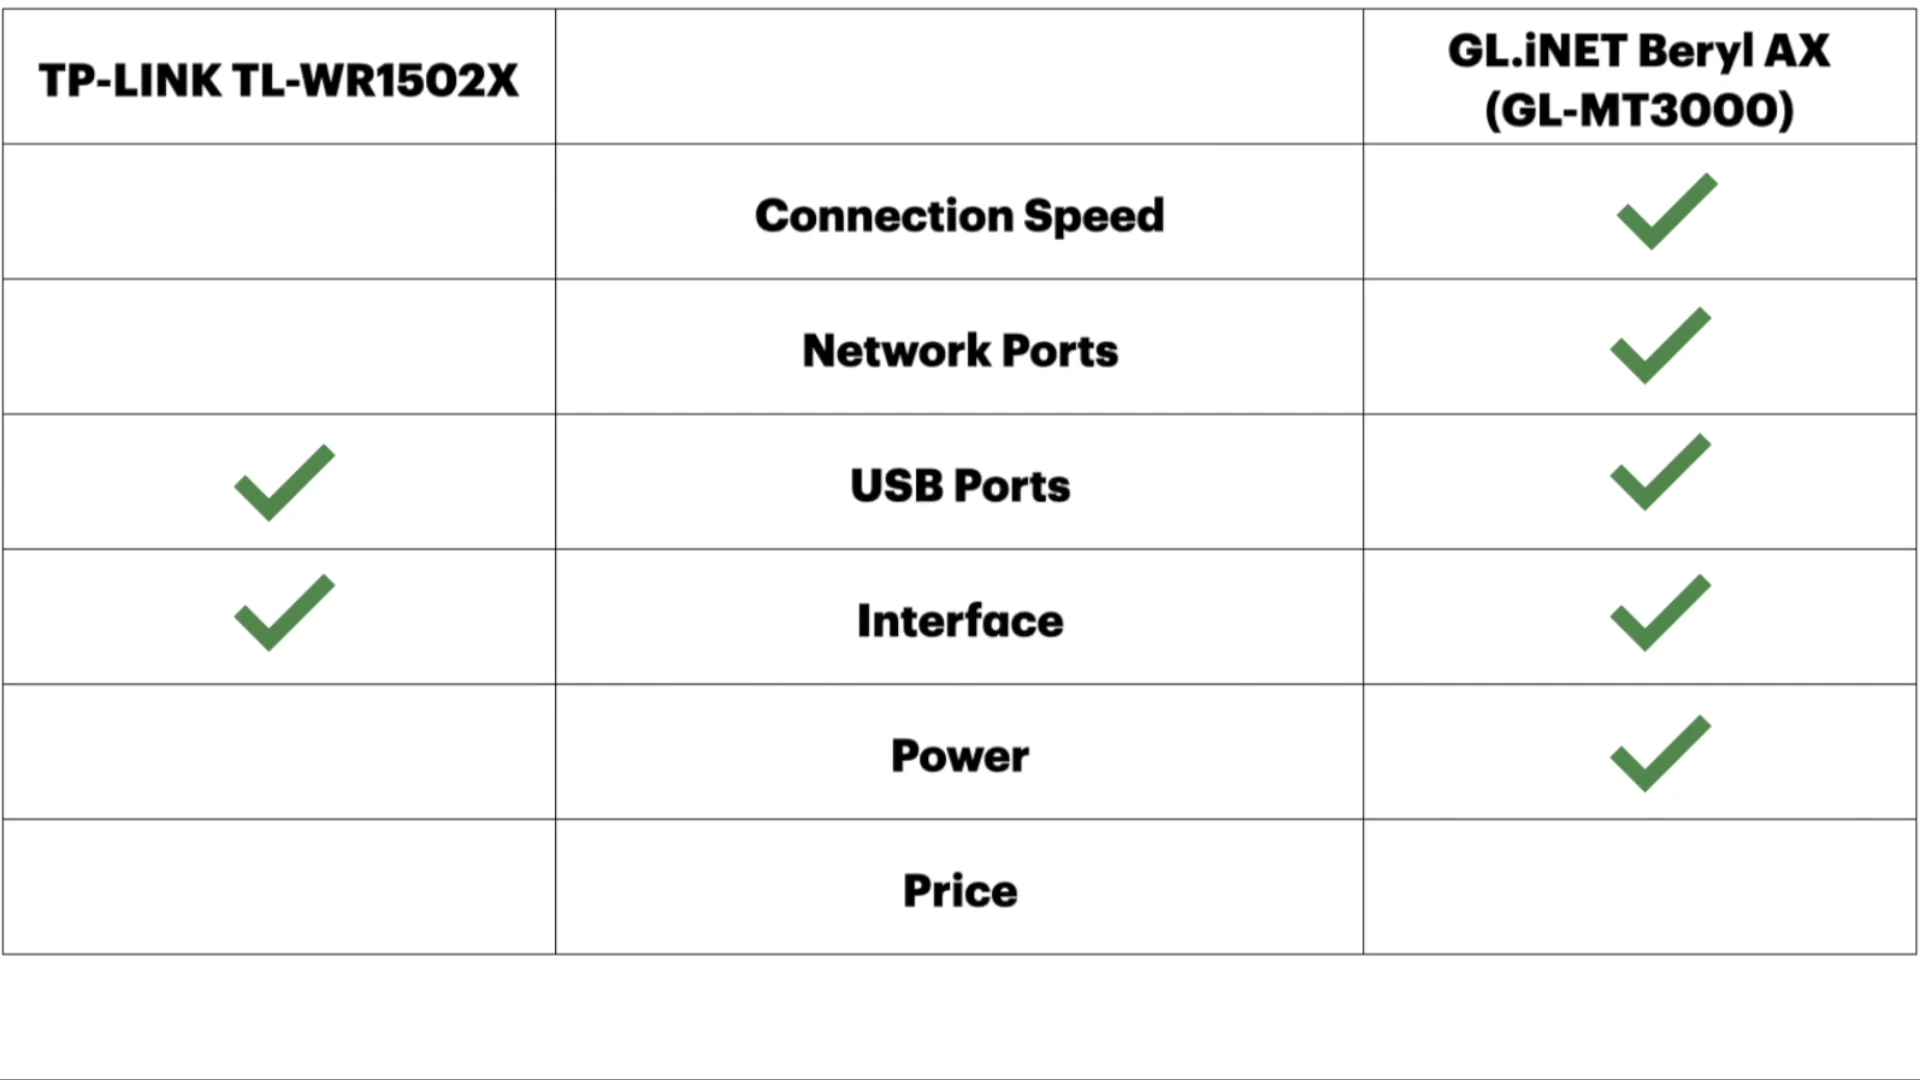 TP-LINK TL-WR1502X
GL.iNET Beryl AX
(GL-MT3000)
Connection Speed
Network Ports
USB Ports
Interface
Power
Price